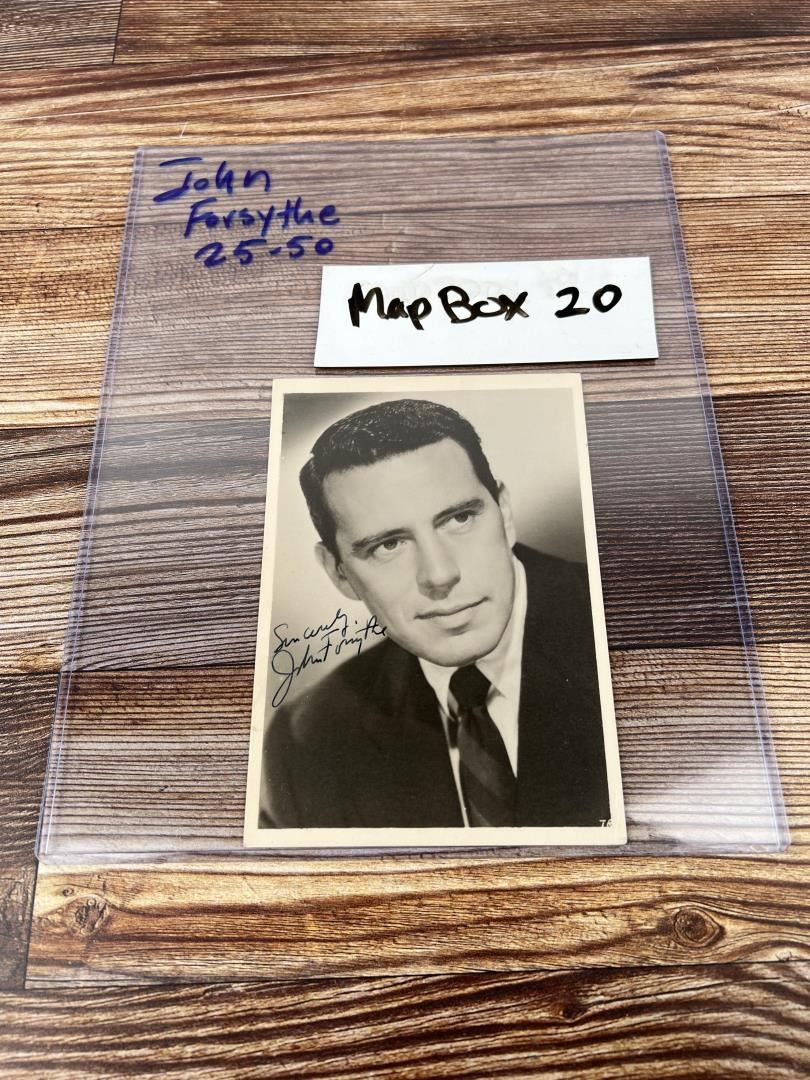 John
Forsythe
25-50
Map Box 20
Sincerely,
John Forsythe